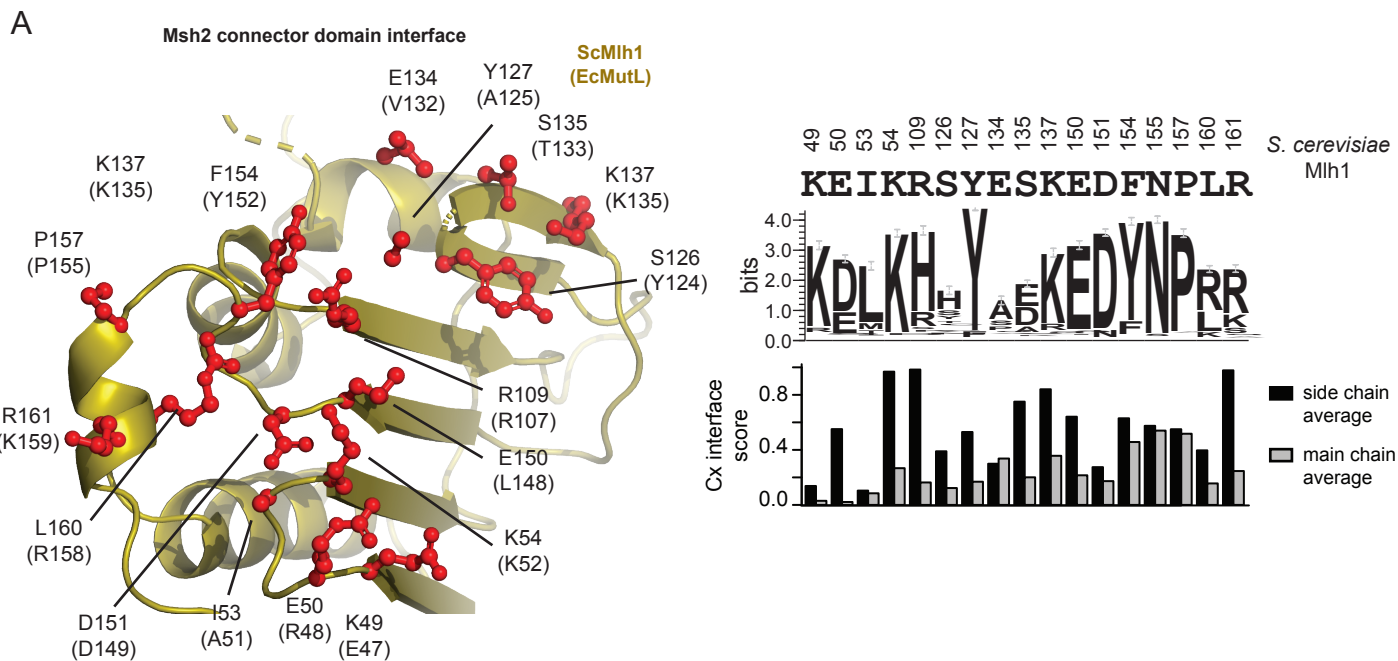 A
Msh2 connector domain interface
ScMlh1
(EcMutL)
E134
(V132)
Y127
(A125)
S135
(T133)
K137
(K135)
F154
(Y152)
K137
(K135)
P157
(P155)
S126
(Y124)
R109
(R107)
R161
(K159)
E150
(L148)
L160
(R158)
K54
(K52)
D151
(D149)
I53
(A51)
E50
(R48)
K49
(E47)
49 50 53 54 109 126 127 134 135 137 150 151 154 155 157 160 161
S. cerevisiae
Mlh1
KEIKRSYESKEDFNPLR
bits
4.0
3.0
2.0
1.0
0.0
Cx interface
score
0.8
0.4
0.0
side chain
average
main chain
average